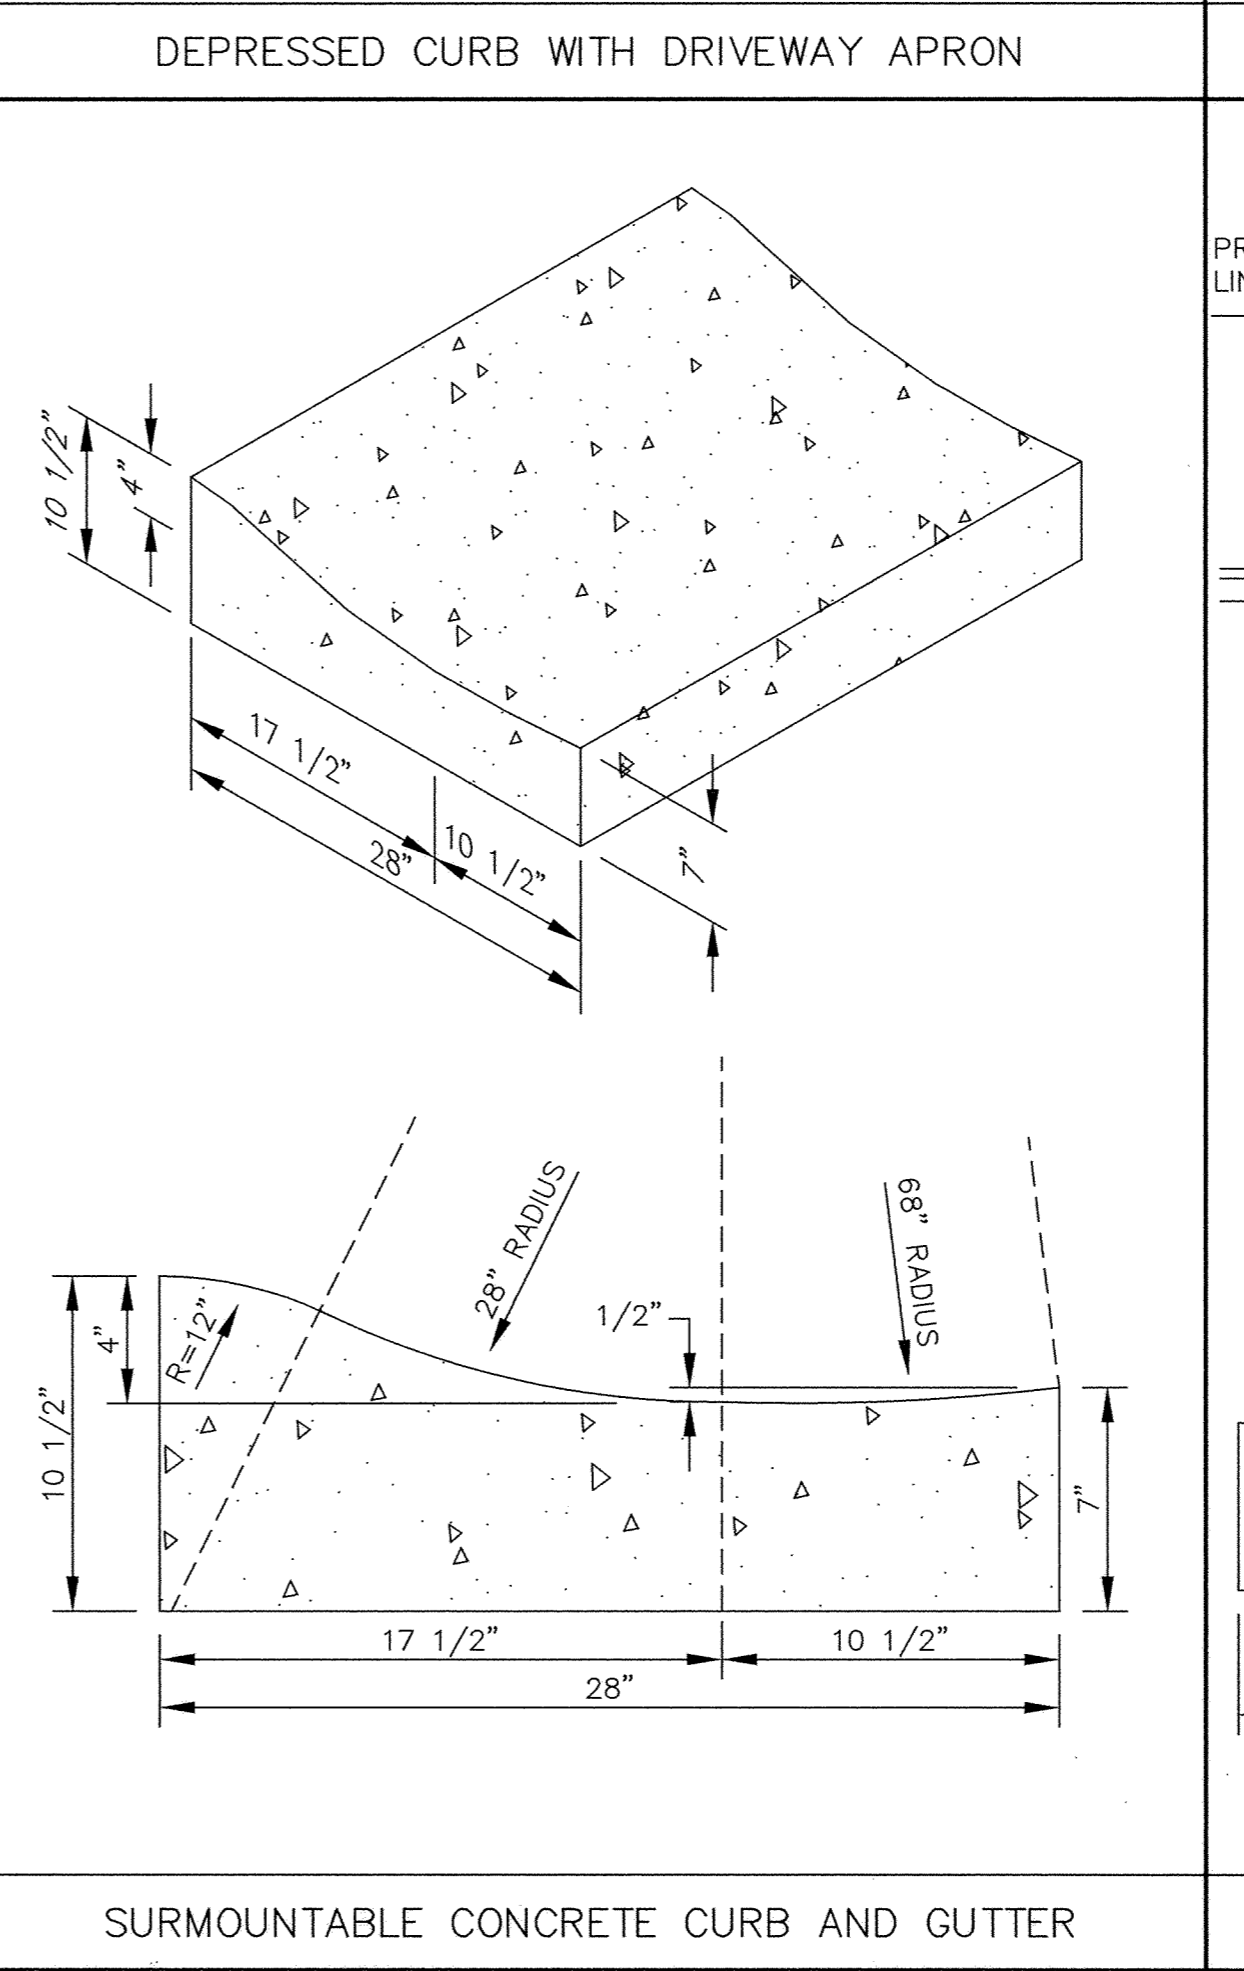 DEPRESSED CURB WITH DRIVEWAY APRON
PR
LIN
10 1/2"
4"
17 1/2"
28"
10 1/2"
7"
28" RADIUS
68" RADIUS
1/2"
R=12"
4"
10 1/2"
7"
17 1/2"
10 1/2"
28"
SURMOUNTABLE CONCRETE CURB AND GUTTER